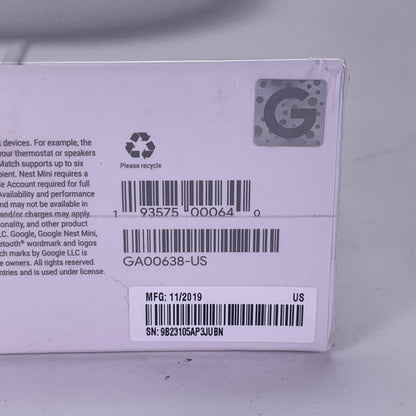 devices. For example, the
your thermostat or speakers
Match supports up to six
Nest Mini requires a
Account required for full
Availability and performance
and may not be available in
and/or charges may apply
and other product
LLC. Google, Google Nest Mini,
wordmark and logos
marks by Google LLC is
owners. All rights reserved.
and is used under license.
G
Please recycle
1 93575 00064 0
GA00638-US
MFG: 11/2019 US
SN: 9B23105AP3JUBN